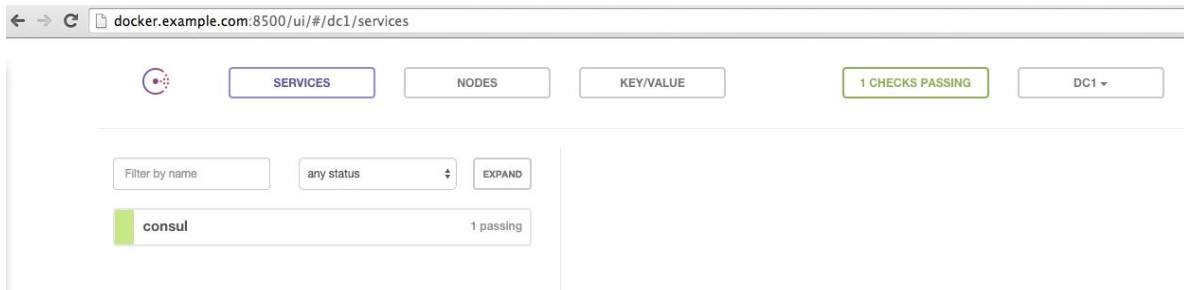 docker.example.com:8500/ui/#/dc1/services
SERVICES NODES KEY/VALUE 1 CHECKS PASSING DC1
Filter by name any status EXPAND
consul 1 passing